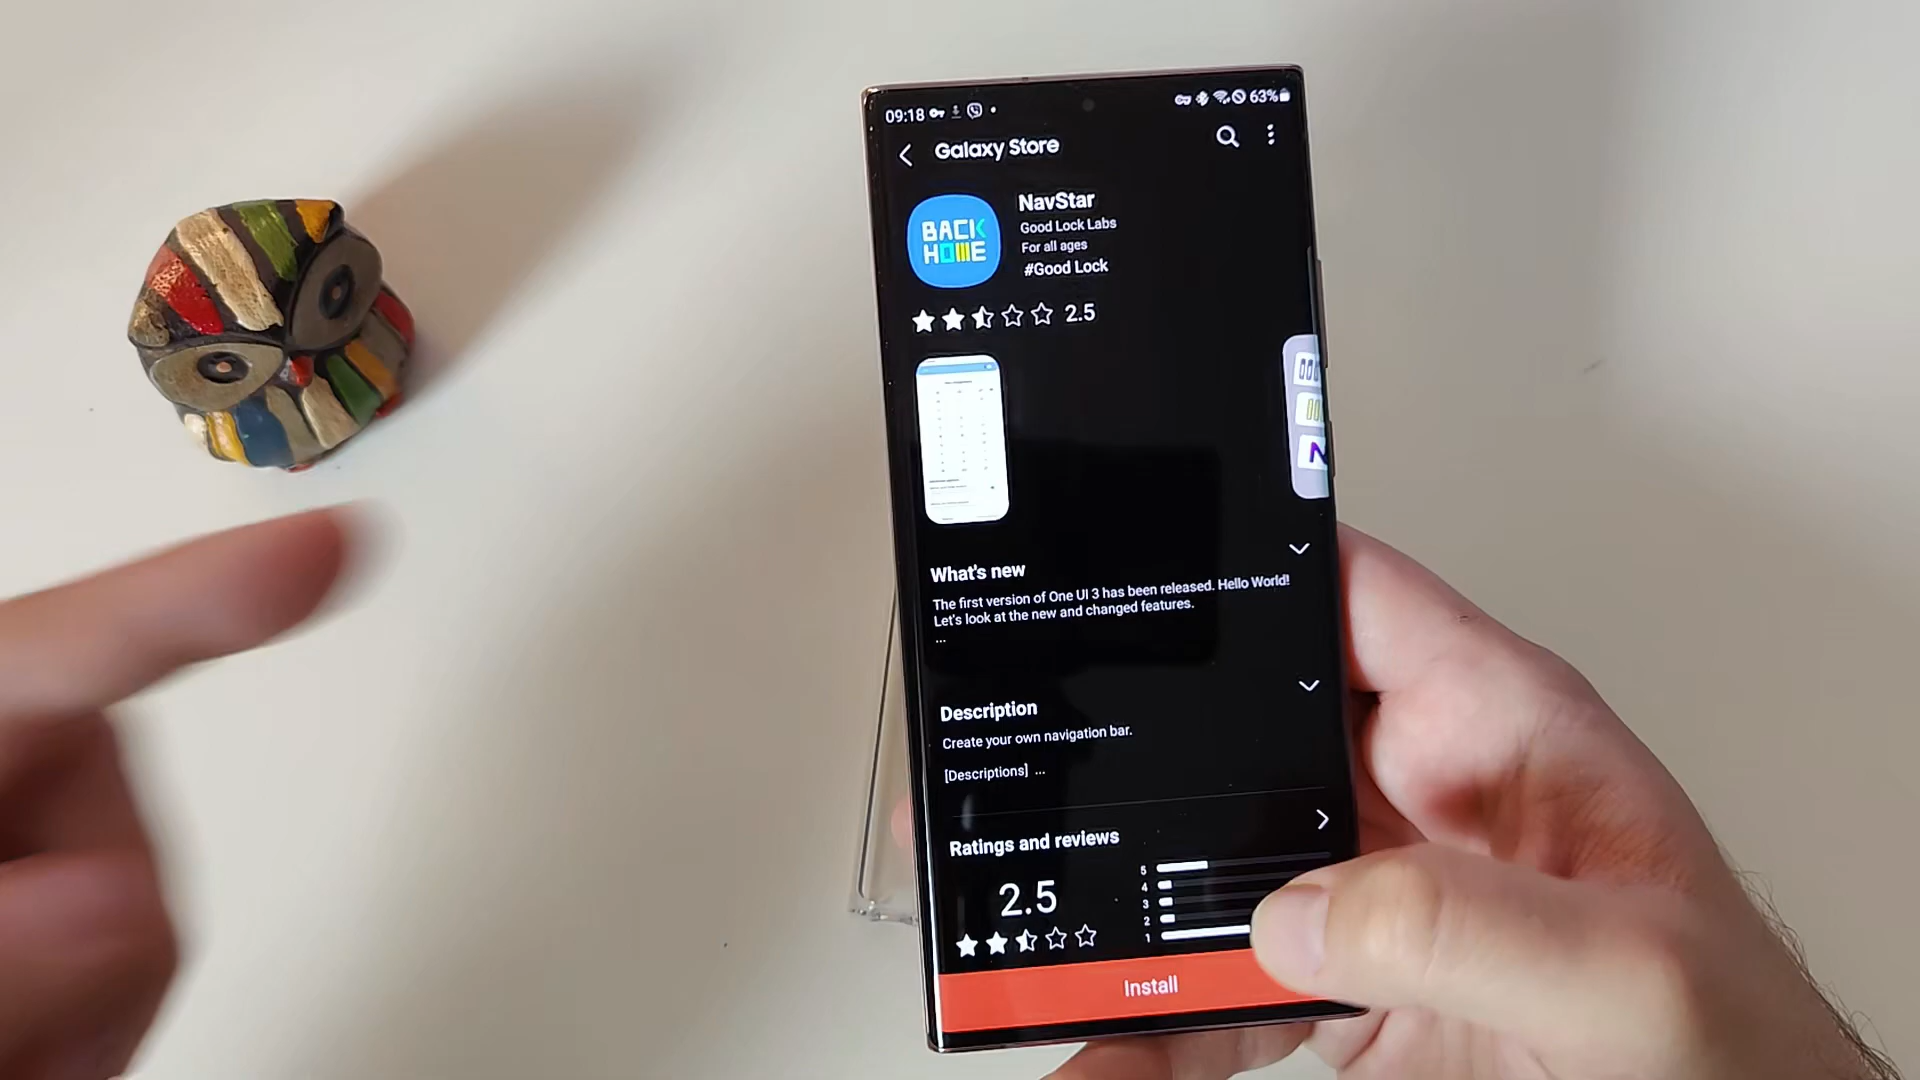 09:18
63%
Galaxy Store
BACK
HOME
NavStar
Good Lock Labs
For all ages
#Good Lock
2.5
What's new
The first version of One UI 3 has been released. Hello World!
Let's look at the new and changed features.
...
Description
Create your own navigation bar.
[Descriptions] ...
Ratings and reviews
2.5
5
4
3
2
1
Install